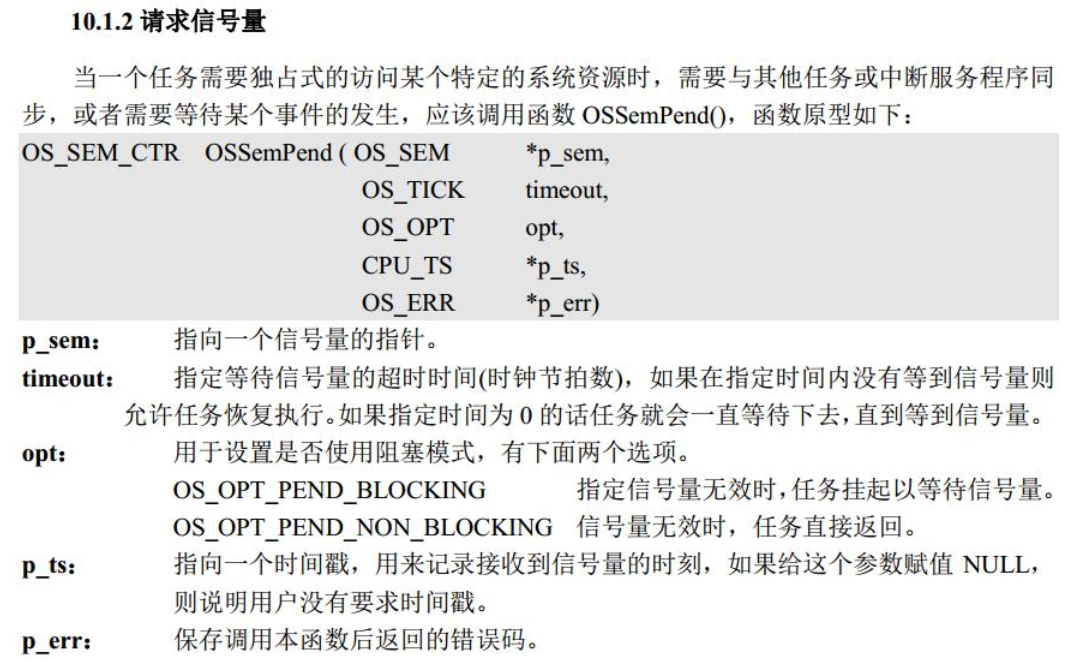 10.1.2 请求信号量
当一个任务需要独占式的访问某个特定的系统资源时，需要与其他任务或中断服务程序同
步，或者需要等待某个事件的发生，应该调用函数 OSSemPend()，函数原型如下：
OS_SEM_CTR OSSemPend ( OS_SEM *p_sem,
OS_TICK timeout,
OS_OPT opt,
CPU_TS *p_ts,
OS_ERR *p_err)
p_sem： 指向一个信号量的指针。
timeout： 指定等待信号量的超时时间(时钟节拍数)，如果在指定时间内没有等到信号量则
允许任务恢复执行。如果指定时间为 0 的话任务就会一直等待下去，直到等到信号量。
opt： 用于设置是否使用阻塞模式，有下面两个选项。
OS_OPT_PEND_BLOCKING 指定信号量无效时，任务挂起以等待信号量。
OS_OPT_PEND_NON_BLOCKING 信号量无效时，任务直接返回。
p_ts： 指向一个时间戳，用来记录接收到信号量的时刻，如果给这个参数赋值 NULL，
则说明用户没有要求时间戳。
p_err： 保存调用本函数后返回的错误码。